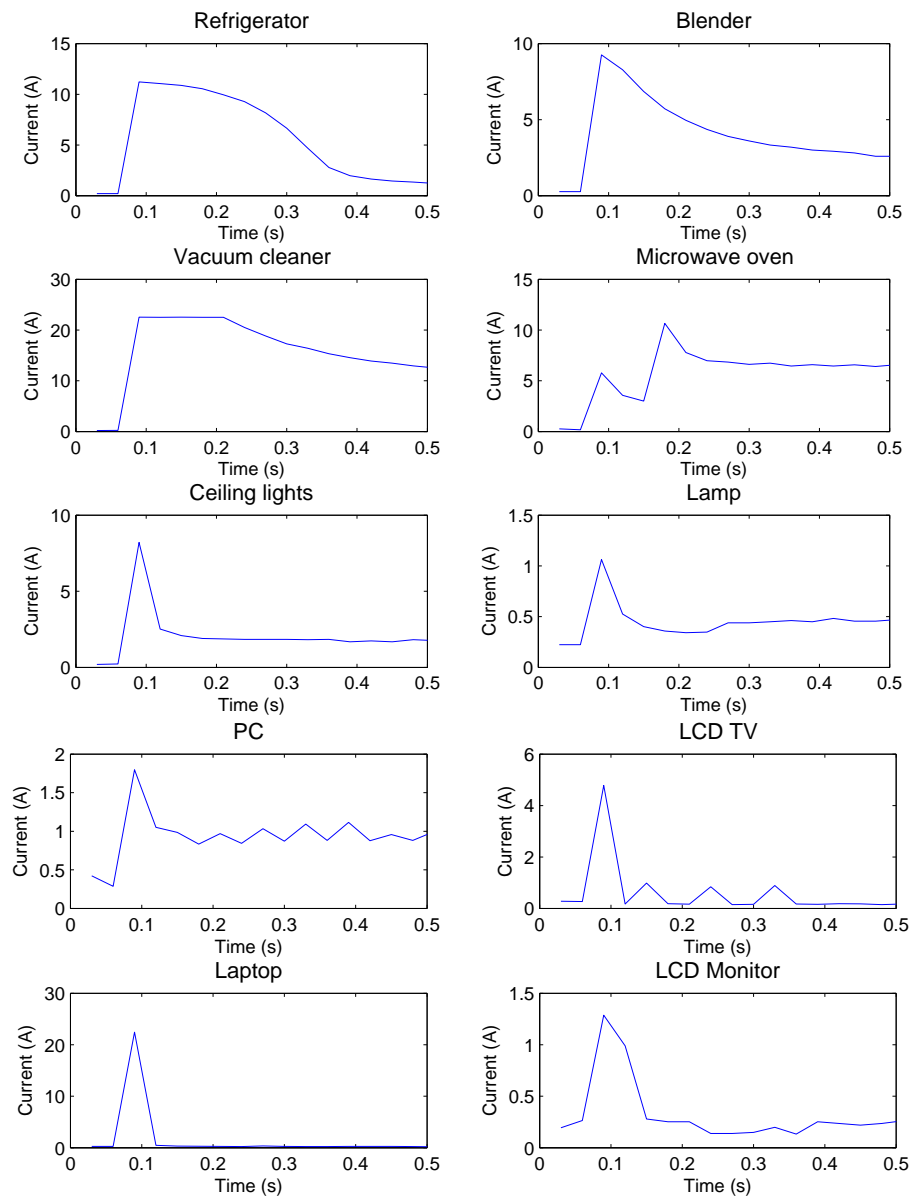 Refrigerator
15
10
5
0
Current (A)
0 0.1 0.2 0.3 0.4 0.5
Time (s)
Blender
10
5
0
Current (A)
0 0.1 0.2 0.3 0.4 0.5
Time (s)
Vacuum cleaner
30
20
10
0
Current (A)
0 0.1 0.2 0.3 0.4 0.5
Time (s)
Microwave oven
15
10
5
0
Current (A)
0 0.1 0.2 0.3 0.4 0.5
Time (s)
Ceiling lights
10
5
0
Current (A)
0 0.1 0.2 0.3 0.4 0.5
Time (s)
Lamp
1.5
1
0.5
0
Current (A)
0 0.1 0.2 0.3 0.4 0.5
Time (s)
PC
2
1.5
1
0.5
0
Current (A)
0 0.1 0.2 0.3 0.4 0.5
Time (s)
LCD TV
6
4
2
0
Current (A)
0 0.1 0.2 0.3 0.4 0.5
Time (s)
Laptop
30
20
10
0
Current (A)
0 0.1 0.2 0.3 0.4 0.5
Time (s)
LCD Monitor
1.5
1
0.5
0
Current (A)
0 0.1 0.2 0.3 0.4 0.5
Time (s)